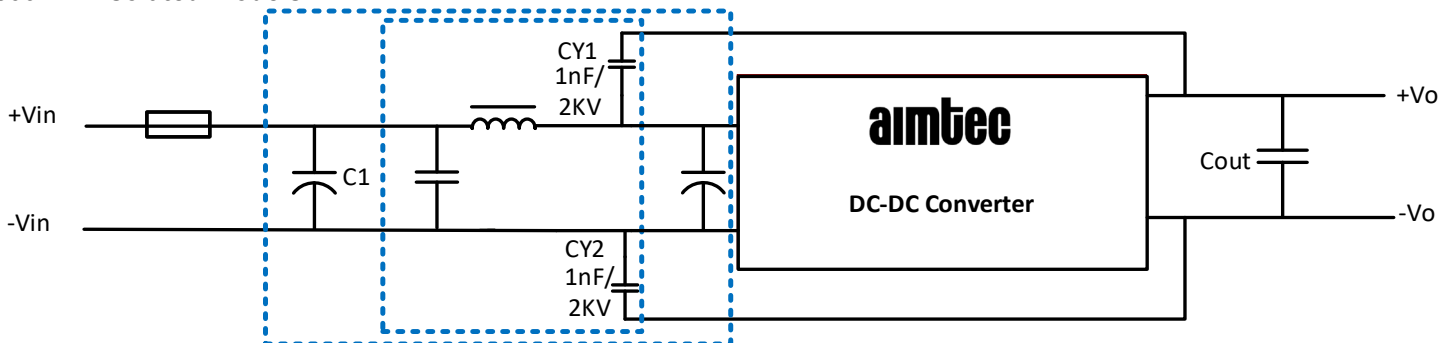 CY1
1nF/
2KV
+Vin
C1
-Vin
aimtec
DC-DC Converter
Cout
+Vo
-Vo
CY2
1nF/
2KV